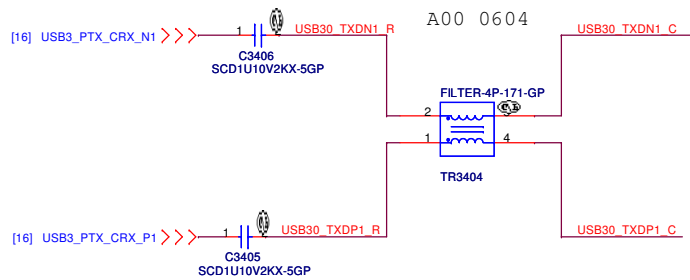 A00 0604
[16] USB3_PTX_CRX_N1 1 USB30_TXDN1_R USB30_TXDN1_C
C3406
SCD1U10V2KX-5GP
FILTER-4P-171-GP
2
1 4
TR3404
[16] USB3_PTX_CRX_P1 1 USB30_TXDP1_R USB30_TXDP1_C
C3405
SCD1U10V2KX-5GP